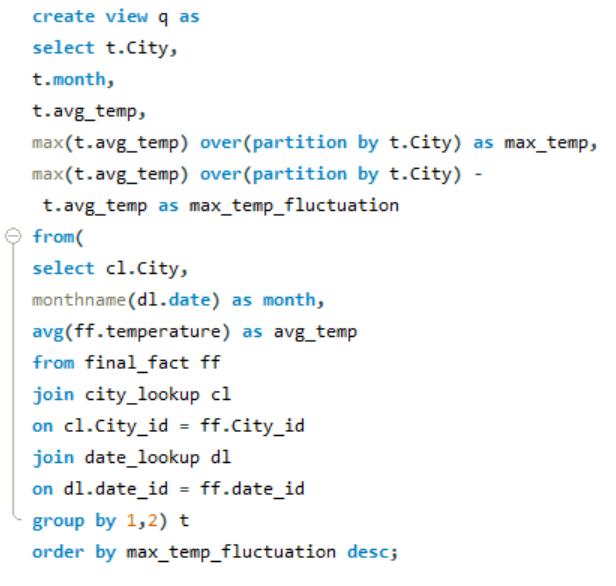 create view q as
select t.City,
t.month,
t.avg_temp,
max(t.avg_temp) over(partition by t.City) as max_temp,
max(t.avg_temp) over(partition by t.City) -
t.avg_temp as max_temp_fluctuation
from(
select cl.City,
monthname(dl.date) as month,
avg(ff.temperature) as avg_temp
from final_fact ff
join city_lookup cl
on cl.City_id = ff.City_id
join date_lookup dl
on dl.date_id = ff.date_id
group by 1,2) t
order by max_temp_fluctuation desc;